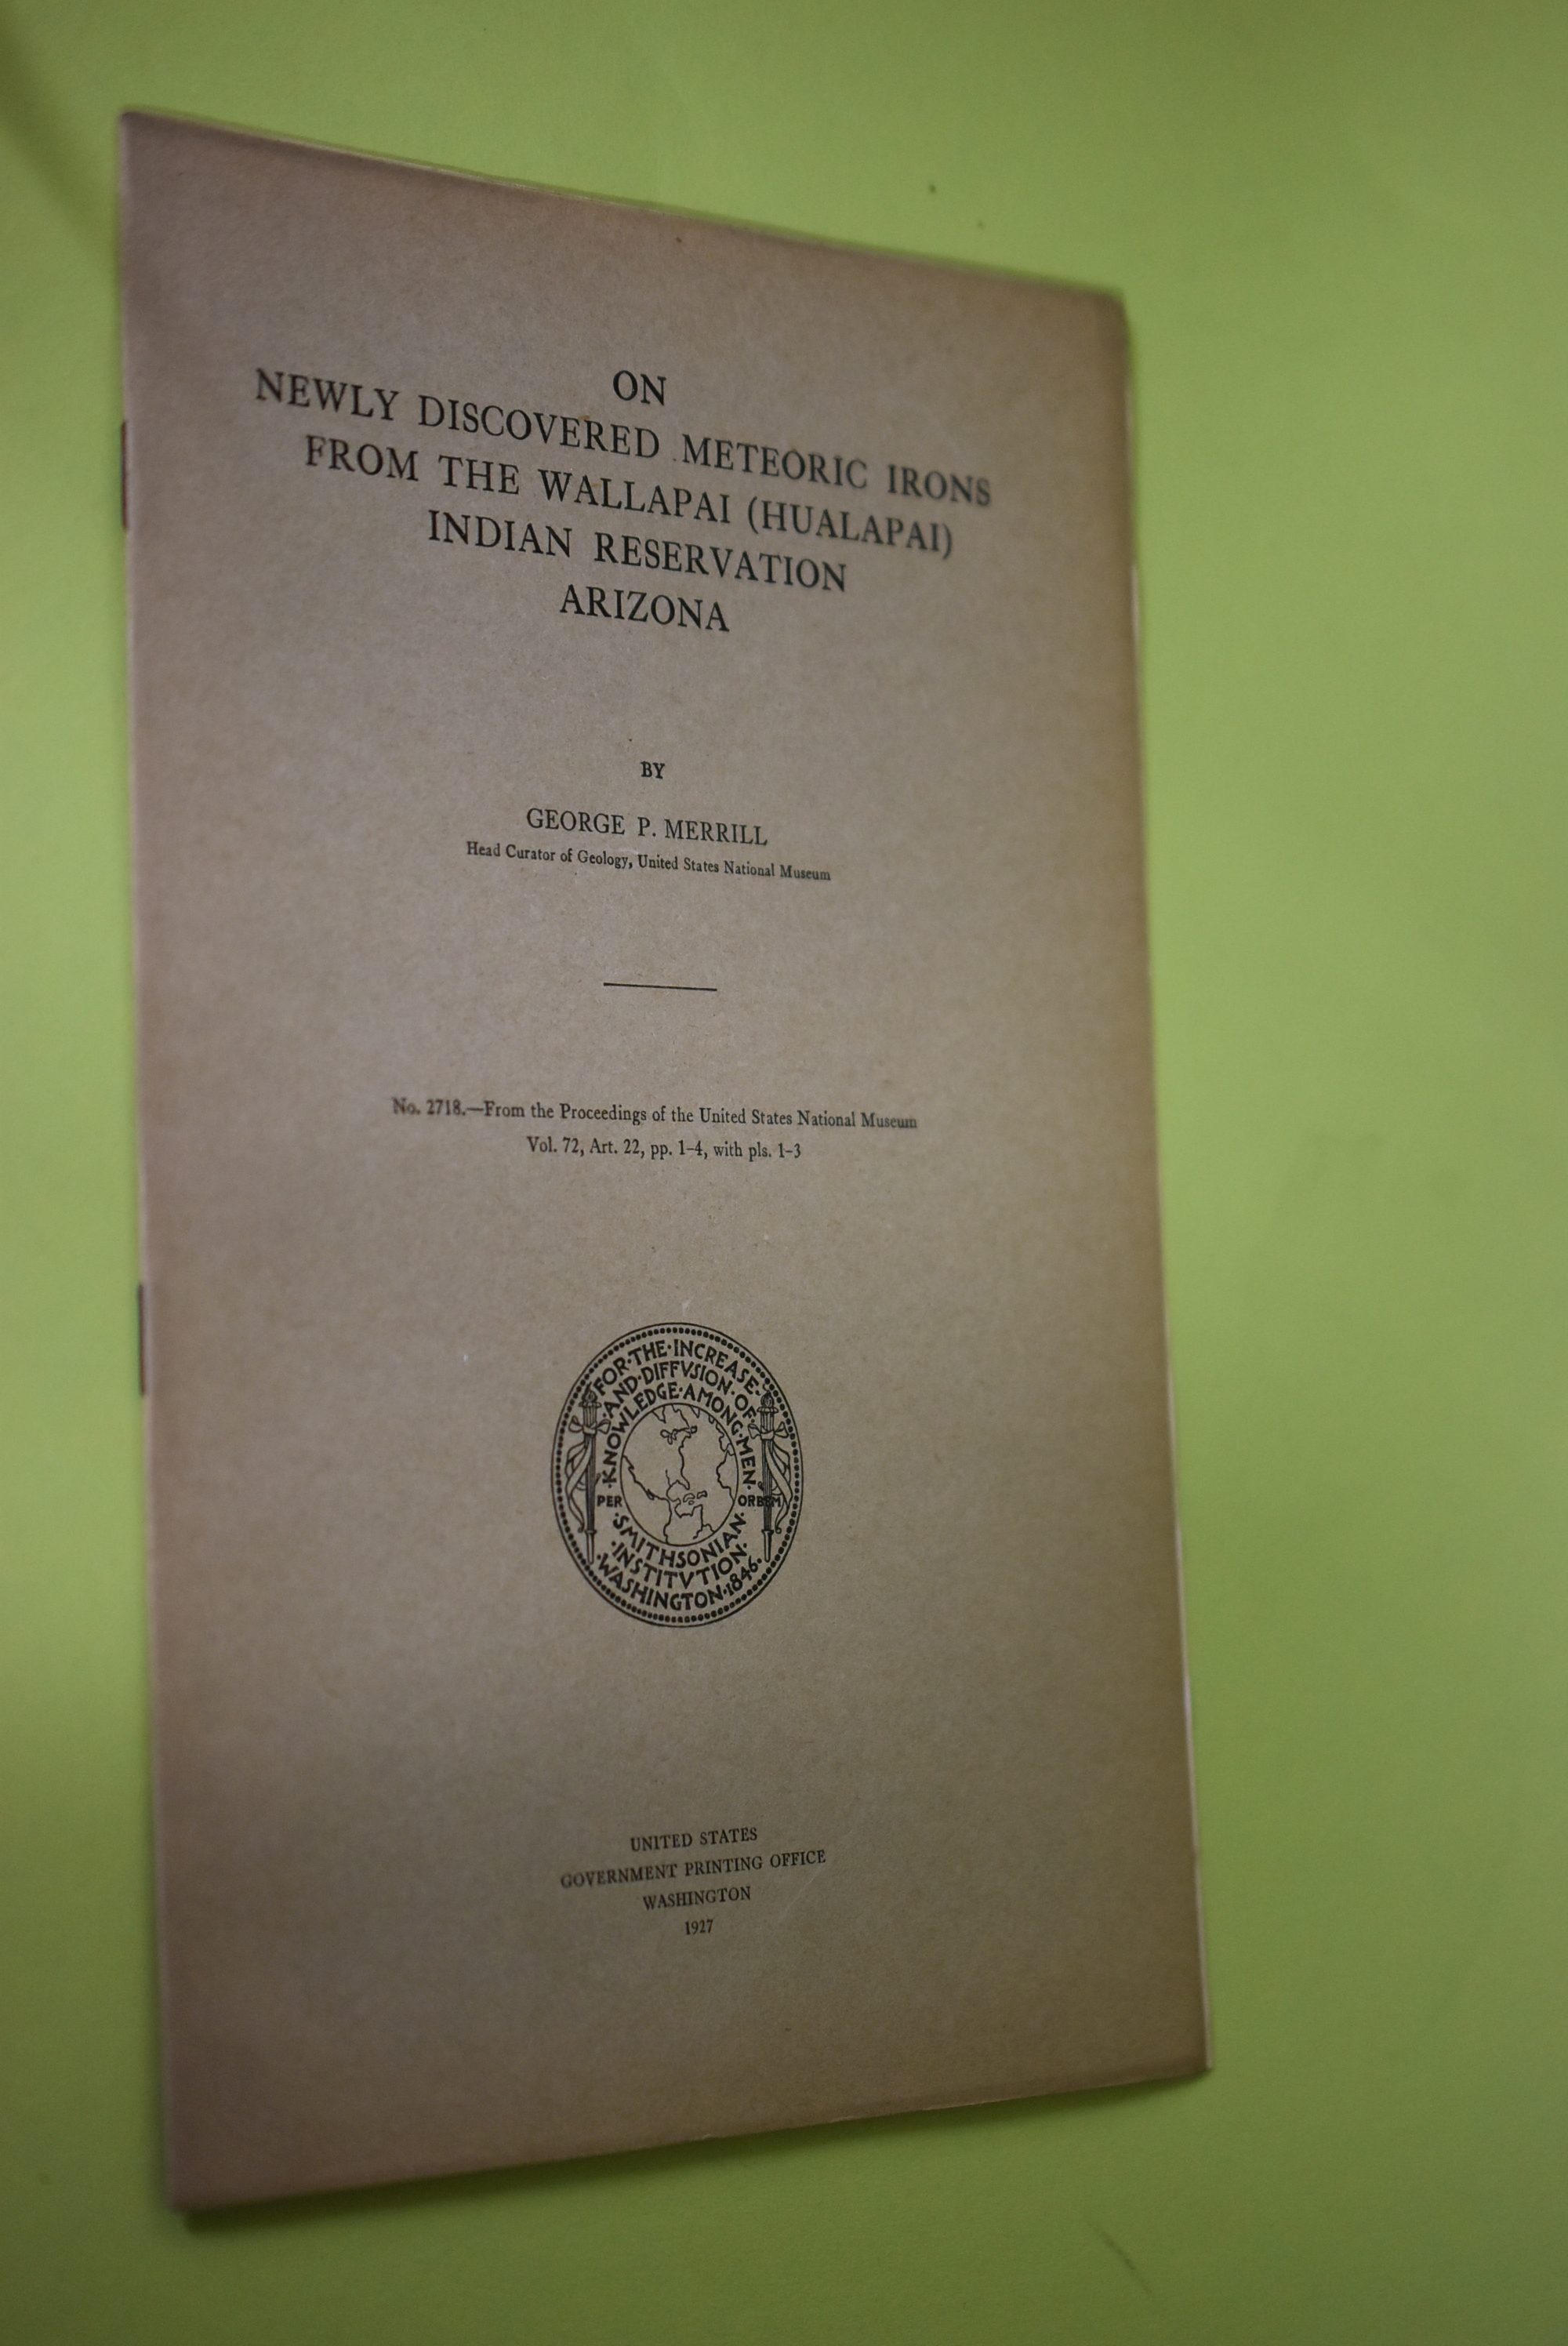 ON
NEWLY DISCOVERED METEORIC IRONS
FROM THE WALLAPAI (HUALAPAI)
INDIAN RESERVATION
ARIZONA
BY
GEORGE P. MERRILL
Head Curator of Geology, United States National Museum
No. 2718.—From the Proceedings of the United States National Museum
Vol. 72, Art. 22, pp. 1–4, with pls. 1–3
FOR·THE·INCREASE·
AND·DIFFVSION·OF·
KNOWLEDGE·AMONG·MEN·
PER ORBEM
·SMITHSONIAN·
·INSTITVTION·
·WASHINGTON·1846·
UNITED STATES
GOVERNMENT PRINTING OFFICE
WASHINGTON
1927